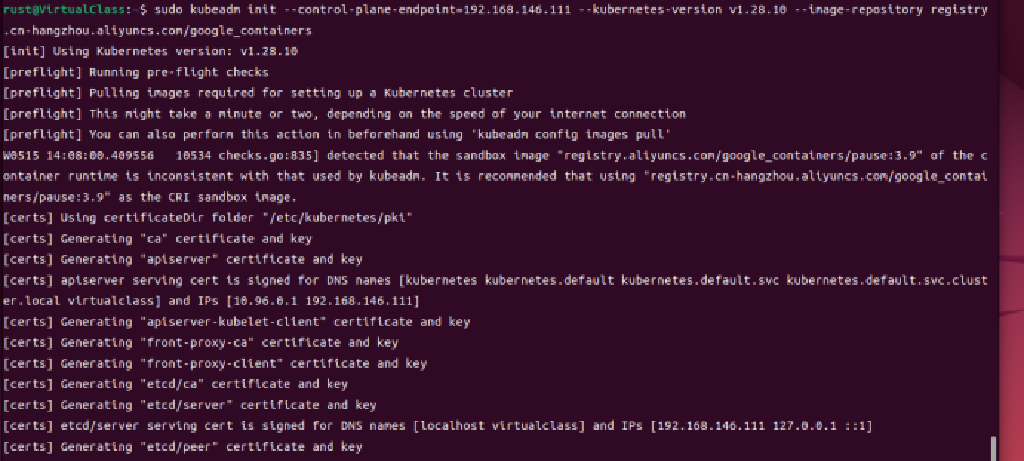 rust@VirtualClass:~$ sudo kubeadm init --control-plane-endpoint=192.168.146.111 --kubernetes-version v1.28.10 --image-repository registry
.cn-hangzhou.aliyuncs.com/google_containers
[init] Using Kubernetes version: v1.28.10
[preflight] Running pre-flight checks
[preflight] Pulling images required for setting up a Kubernetes cluster
[preflight] This might take a minute or two, depending on the speed of your internet connection
[preflight] You can also perform this action in beforehand using 'kubeadm config images pull'
W0515 14:08:00.409556   10534 checks.go:835] detected that the sandbox image "registry.aliyuncs.com/google_containers/pause:3.9" of the c
ontainer runtime is inconsistent with that used by kubeadm. It is recommended that using "registry.cn-hangzhou.aliyuncs.com/google_contai
ners/pause:3.9" as the CRI sandbox image.
[certs] Using certificateDir folder "/etc/kubernetes/pki"
[certs] Generating "ca" certificate and key
[certs] Generating "apiserver" certificate and key
[certs] apiserver serving cert is signed for DNS names [kubernetes kubernetes.default kubernetes.default.svc kubernetes.default.svc.clust
er.local virtualclass] and IPs [10.96.0.1 192.168.146.111]
[certs] Generating "apiserver-kubelet-client" certificate and key
[certs] Generating "front-proxy-ca" certificate and key
[certs] Generating "front-proxy-client" certificate and key
[certs] Generating "etcd/ca" certificate and key
[certs] Generating "etcd/server" certificate and key
[certs] etcd/server serving cert is signed for DNS names [localhost virtualclass] and IPs [192.168.146.111 127.0.0.1 ::1]
[certs] Generating "etcd/peer" certificate and key